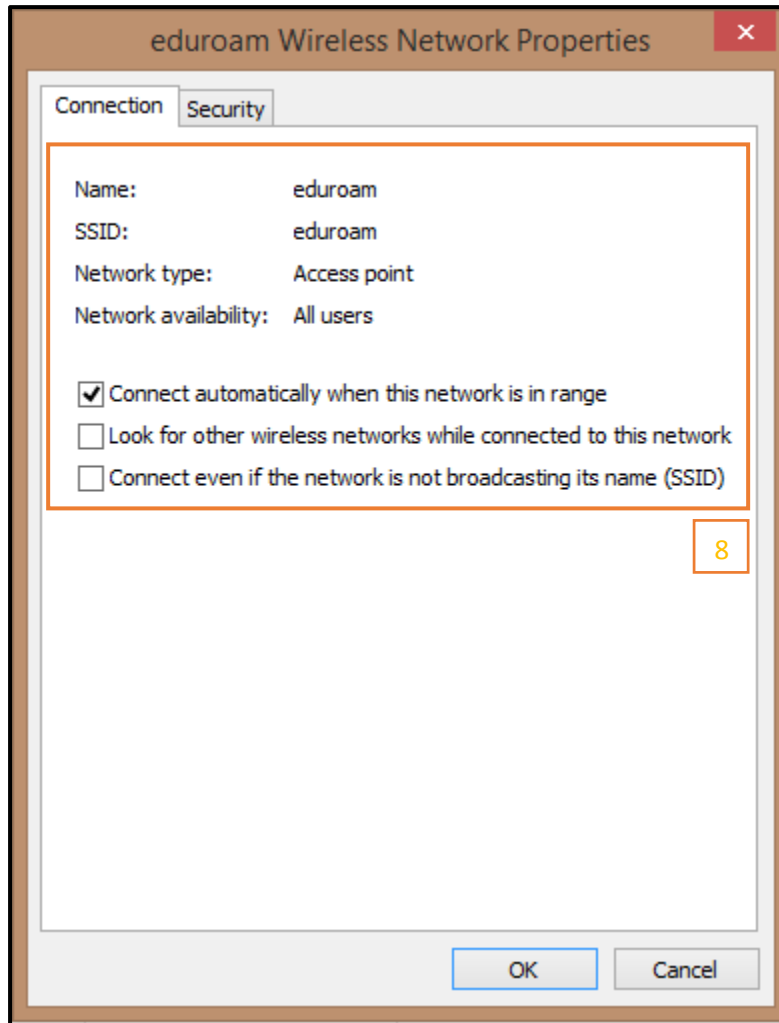 eduroam Wireless Network Properties
Connection
Security
Name: eduroam
SSID: eduroam
Network type: Access point
Network availability: All users
Connect automatically when this network is in range
Look for other wireless networks while connected to this network
Connect even if the network is not broadcasting its name (SSID)
8
OK
Cancel